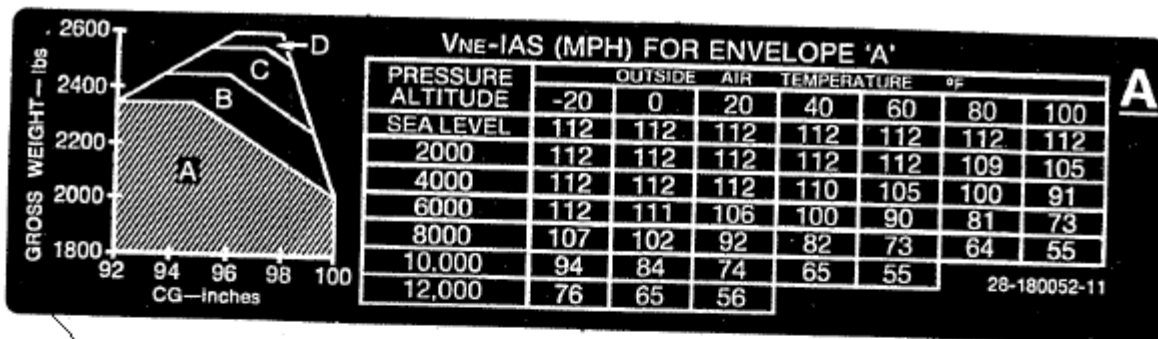 2600
2400
2200
2000
1800
GROSS WEIGHT—lbs
92 94 96 98 100
CG—inches
A
B
C
D
VNE-IAS (MPH) FOR ENVELOPE 'A'
PRESSURE ALTITUDE OUTSIDE AIR TEMPERATURE °F
-20 0 20 40 60 80 100
SEA LEVEL 112 112 112 112 112 112 112
2000 112 112 112 112 112 109 105
4000 112 112 112 110 105 100 91
6000 112 111 106 100 90 81 73
8000 107 102 92 82 73 64 55
10.000 94 84 74 65 55
12,000 76 65 56
28-180052-11
A